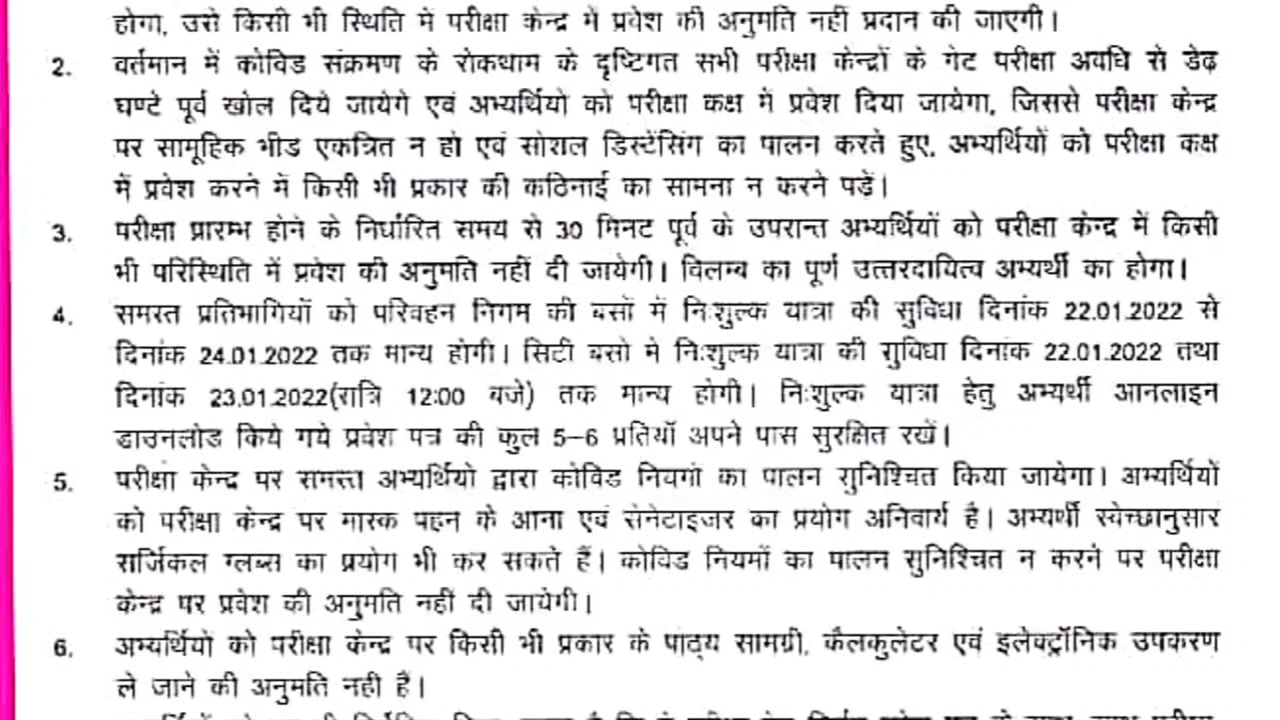 होगा, उसे किसी भी स्थिति में परीक्षा केन्द्र में प्रवेश की अनुमति नहीं प्रदान की जाएगी।
2. वर्तमान में कोविड संक्रमण के रोकथाम के दृष्टिगत सभी परीक्षा केन्द्रों के गेट परीक्षा अवधि से डेढ़
घण्टे पूर्व खोल दिये जायेगे एवं अभ्यर्थियो को परीक्षा कक्ष में प्रवेश दिया जायेगा, जिससे परीक्षा केन्द्र
पर सामूहिक भीड एकत्रित न हो एवं सोशल डिस्टेंसिंग का पालन करते हुए, अभ्यर्थियों को परीक्षा कक्ष
में प्रवेश करने में किसी भी प्रकार की कठिनाई का सामना न करने पड़ें।
3. परीक्षा प्रारम्भ होने के निर्धारित समय से 30 मिनट पूर्व के उपरान्त अभ्यर्थियों को परीक्षा केन्द्र में किसी
भी परिस्थिति में प्रवेश की अनुमति नहीं दी जायेगी। विलम्ब का पूर्ण उत्तरदायित्व अभ्यर्थी का होगा।
4. समस्त प्रतिभागियों को परिवहन निगम की बसों में निःशुल्क यात्रा की सुविधा दिनांक 22.01.2022 से
दिनांक 24.01.2022 तक मान्य होगी। सिटी बसो मे निःशुल्क यात्रा की सुविधा दिनांक 22.01.2022 तथा
दिनांक 23.01.2022(रात्रि 12:00 बजे) तक मान्य होगी। निःशुल्क यात्रा हेतु अभ्यर्थी आनलाइन
डाउनलोड किये गये प्रवेश पत्र की कुल 5–6 प्रतियॉ अपने पास सुरक्षित रखें।
5. परीक्षा केन्द्र पर समस्त अभ्यर्थियो द्वारा कोविड नियमों का पालन सुनिश्चित किया जायेगा। अभ्यर्थियों
को परीक्षा केन्द्र पर मास्क पहन के आना एवं सेनेटाइजर का प्रयोग अनिवार्य है। अभ्यर्थी स्वेच्छानुसार
सर्जिकल ग्लब्स का प्रयोग भी कर सकते हैं। कोविड नियमों का पालन सुनिश्चित न करने पर परीक्षा
केन्द्र पर प्रवेश की अनुमति नहीं दी जायेगी।
6. अभ्यर्थियों को परीक्षा केन्द्र पर किसी भी प्रकार के पाठ्य सामग्री, कैलकुलेटर एवं इलेक्ट्रॉनिक उपकरण
ले जाने की अनुमति नही हैं।